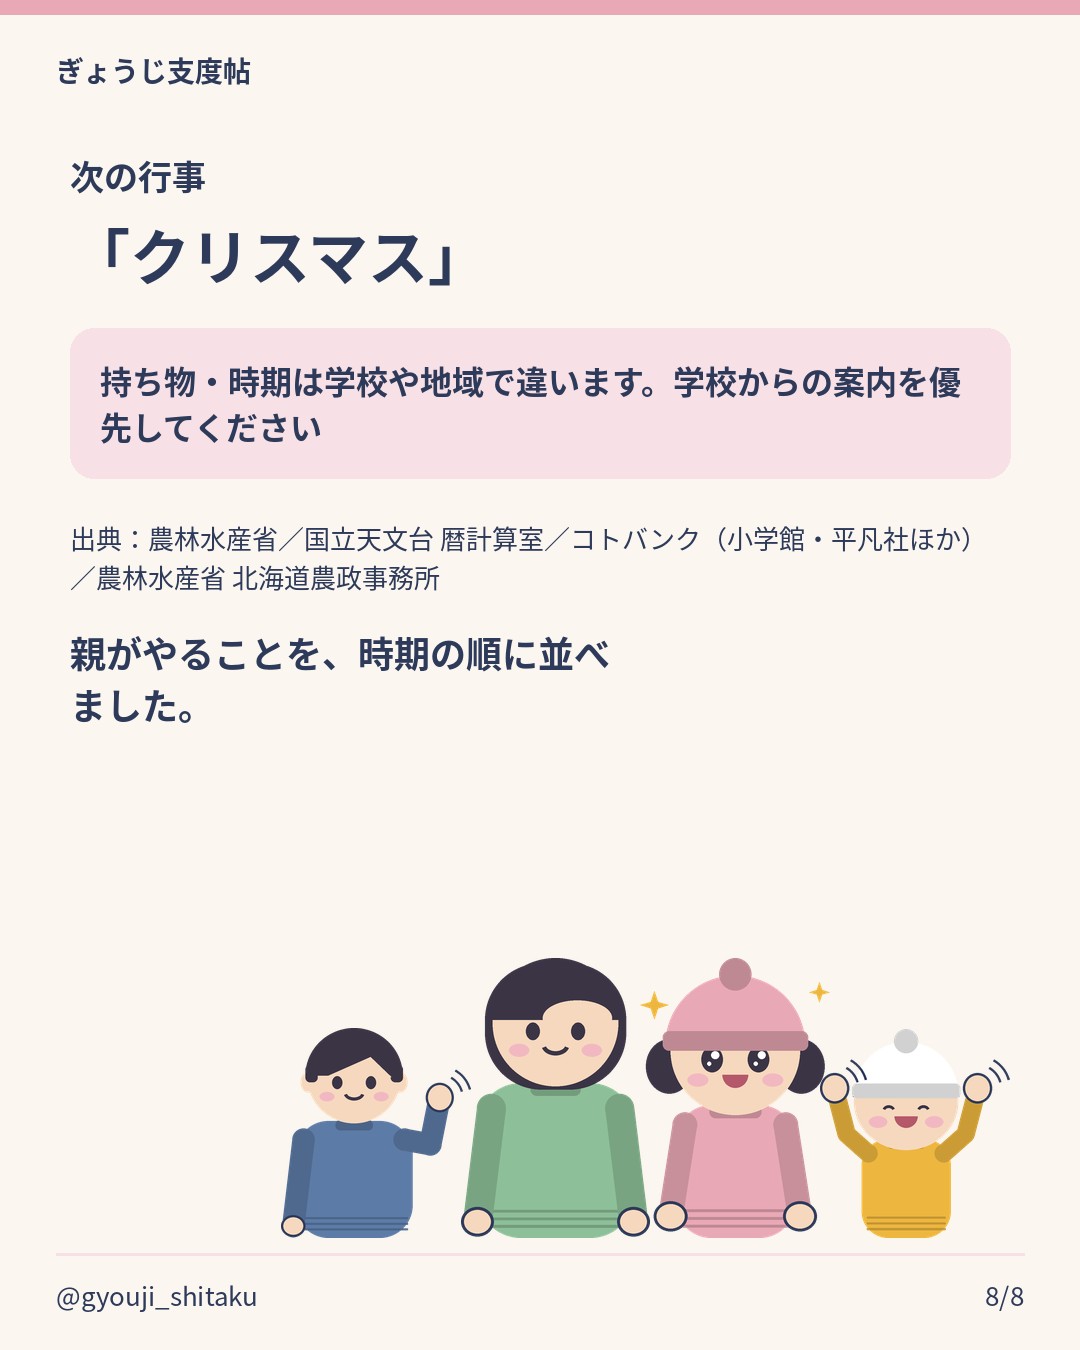 ぎょうじ支度帖
次の行事
「クリスマス」
持ち物・時期は学校や地域で違います。学校からの案内を優
先してください
出典：農林水産省／国立天文台 暦計算室／コトバンク（小学館・平凡社ほか）
／農林水産省 北海道農政事務所
親がやることを、時期の順に並べ
ました。
@gyouji_shitaku
8/8